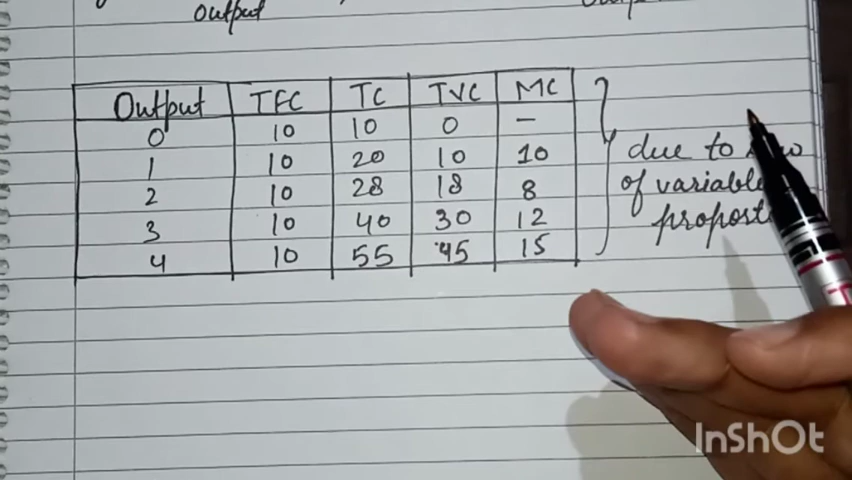 output
Output TFC TC TVC MC
0 10 10 0 -
1 10 20 10 10
2 10 28 18 8
3 10 40 30 12
4 10 55 45 15
due to
of variable
InShOt